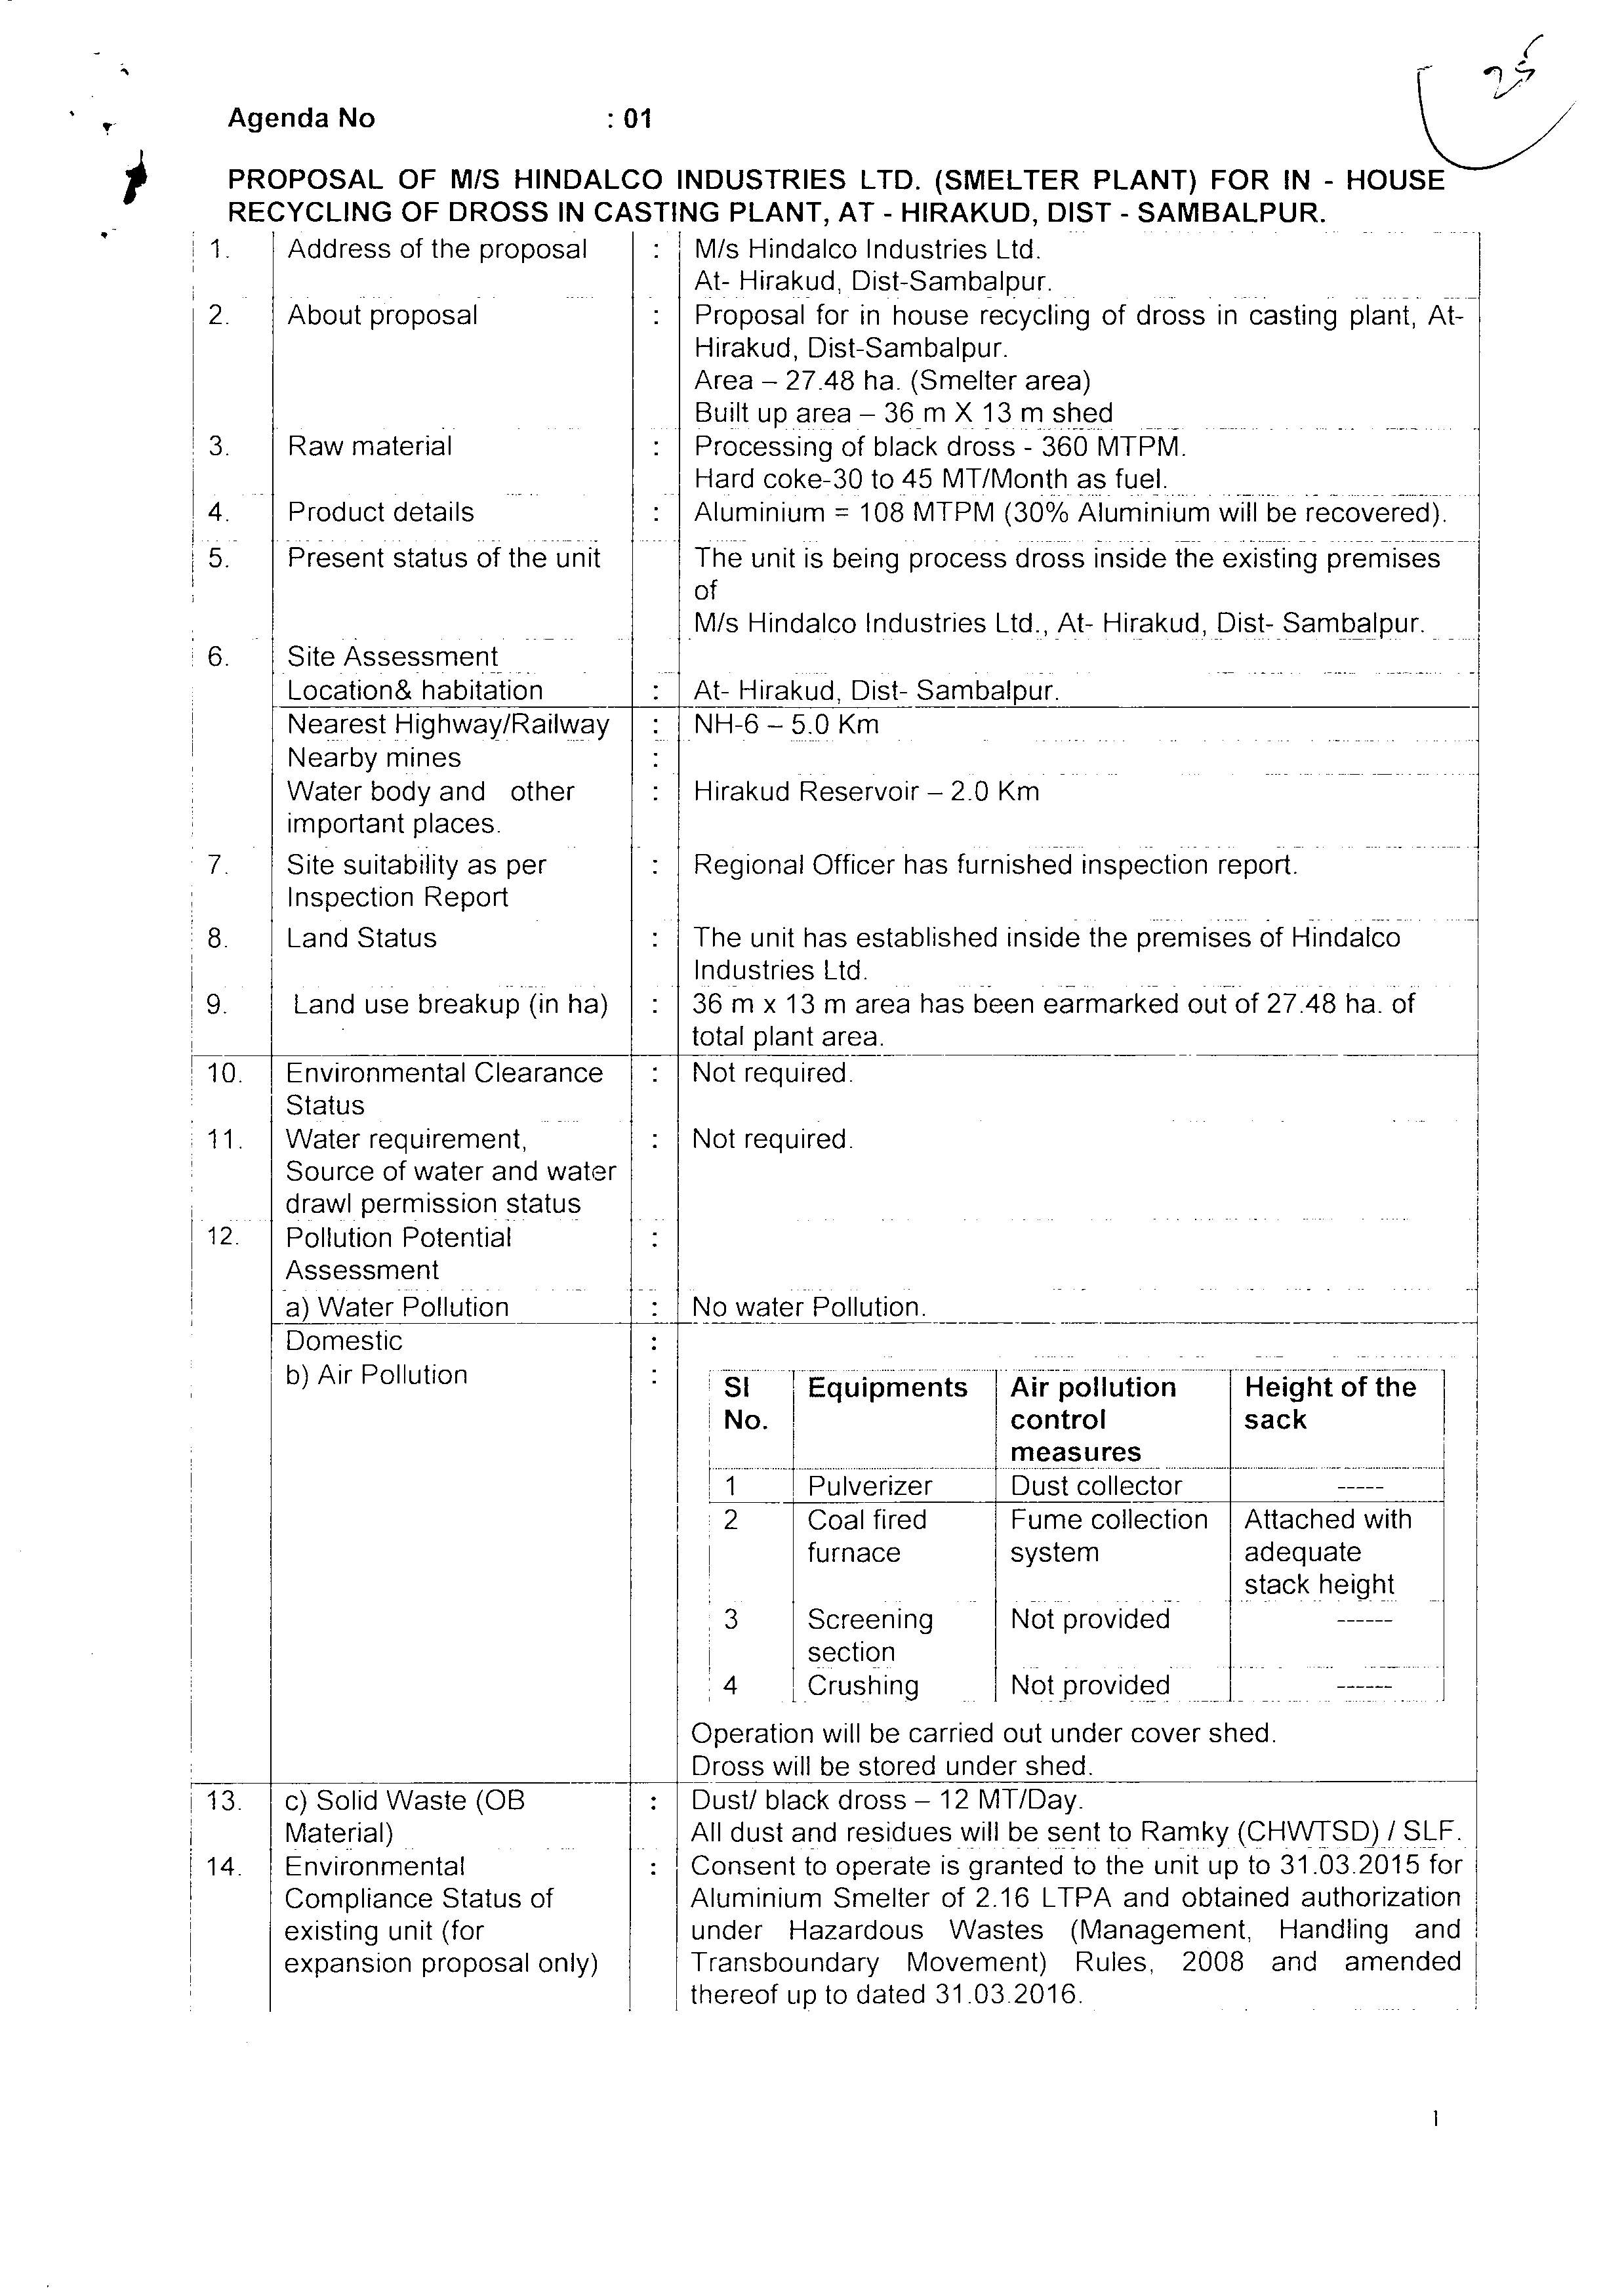 25
Agenda No : 01
PROPOSAL OF M/S HINDALCO INDUSTRIES LTD. (SMELTER PLANT) FOR IN - HOUSE
RECYCLING OF DROSS IN CASTING PLANT, AT - HIRAKUD, DIST - SAMBALPUR.
1. Address of the proposal : M/s Hindalco Industries Ltd.
At- Hirakud, Dist-Sambalpur.
2. About proposal : Proposal for in house recycling of dross in casting plant, At-
Hirakud, Dist-Sambalpur.
Area – 27.48 ha. (Smelter area)
Built up area – 36 m X 13 m shed
3. Raw material : Processing of black dross - 360 MTPM.
Hard coke-30 to 45 MT/Month as fuel.
4. Product details : Aluminium = 108 MTPM (30% Aluminium will be recovered).
5. Present status of the unit The unit is being process dross inside the existing premises
of
M/s Hindalco Industries Ltd., At- Hirakud, Dist- Sambalpur.
6. Site Assessment
Location& habitation : At- Hirakud, Dist- Sambalpur.
Nearest Highway/Railway : NH-6 – 5.0 Km
Nearby mines :
Water body and other : Hirakud Reservoir – 2.0 Km
important places.
7. Site suitability as per : Regional Officer has furnished inspection report.
Inspection Report
8. Land Status : The unit has established inside the premises of Hindalco
Industries Ltd.
9. Land use breakup (in ha) : 36 m x 13 m area has been earmarked out of 27.48 ha. of
total plant area.
10. Environmental Clearance : Not required.
Status
11. Water requirement, : Not required.
Source of water and water
drawl permission status
12. Pollution Potential :
Assessment
a) Water Pollution : No water Pollution.
Domestic :
b) Air Pollution :
SI Equipments Air pollution Height of the
No. control sack
measures
1 Pulverizer Dust collector -----
2 Coal fired Fume collection Attached with
furnace system adequate
stack height
3 Screening Not provided ------
section
4 Crushing Not provided ------
Operation will be carried out under cover shed.
Dross will be stored under shed.
13. c) Solid Waste (OB : Dust/ black dross – 12 MT/Day.
Material) All dust and residues will be sent to Ramky (CHWTSD) / SLF.
14. Environmental : Consent to operate is granted to the unit up to 31.03.2015 for
Compliance Status of Aluminium Smelter of 2.16 LTPA and obtained authorization
existing unit (for under Hazardous Wastes (Management, Handling and
expansion proposal only) Transboundary Movement) Rules, 2008 and amended
thereof up to dated 31.03.2016.
1